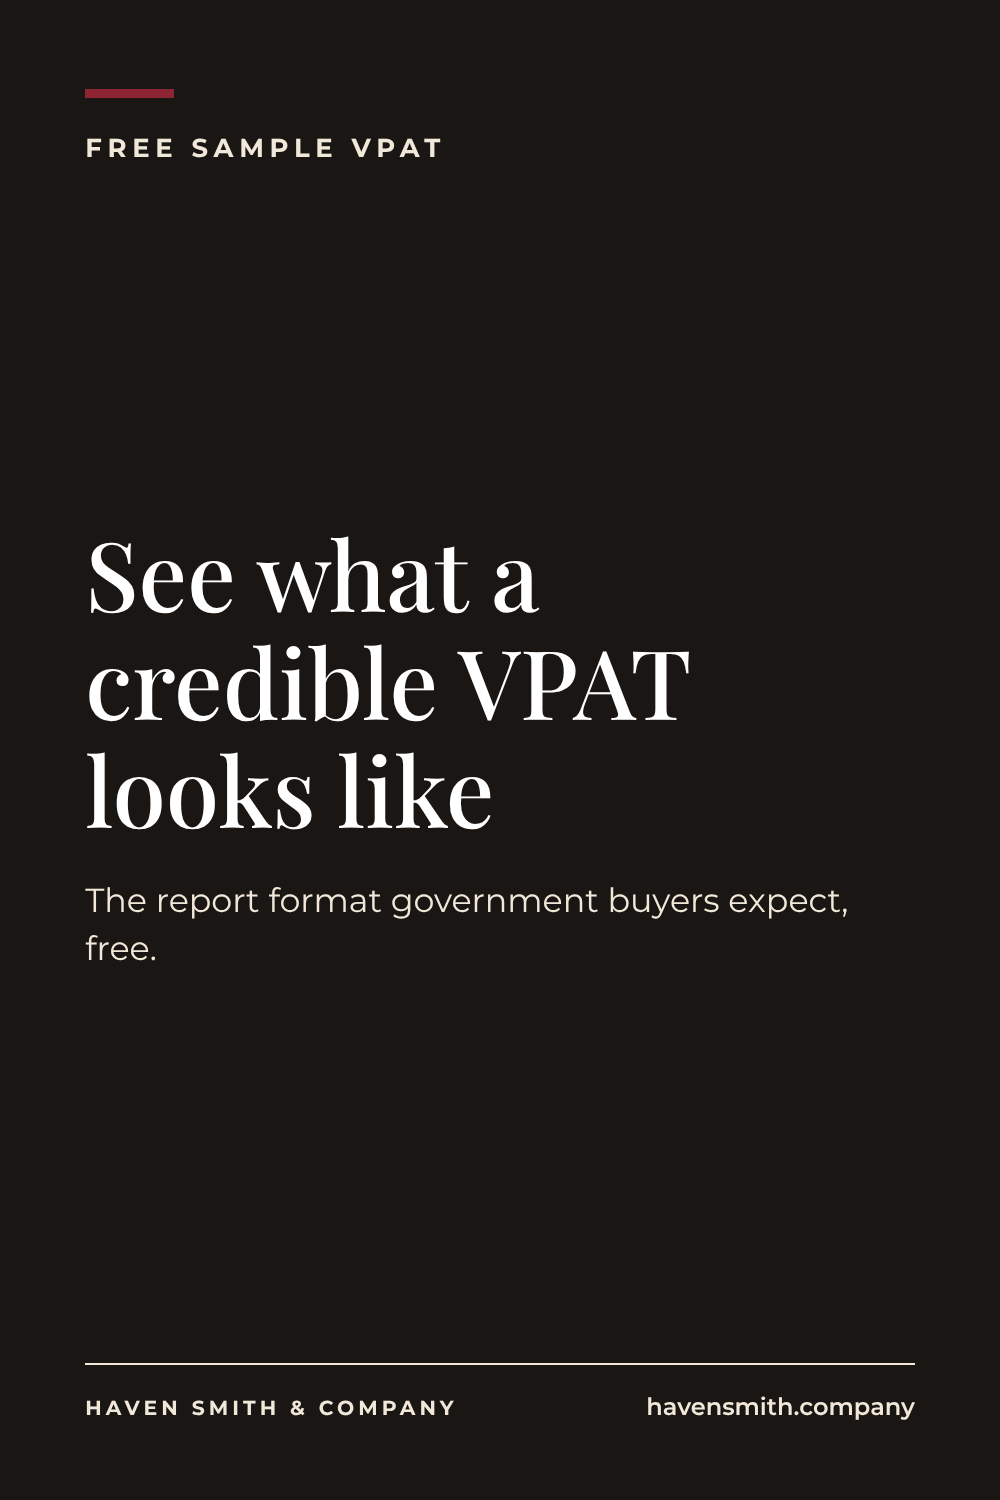 FREE SAMPLE VPAT
See what a
credible VPAT
looks like
The report format government buyers expect,
free.
HAVEN SMITH & COMPANY
havensmith.company